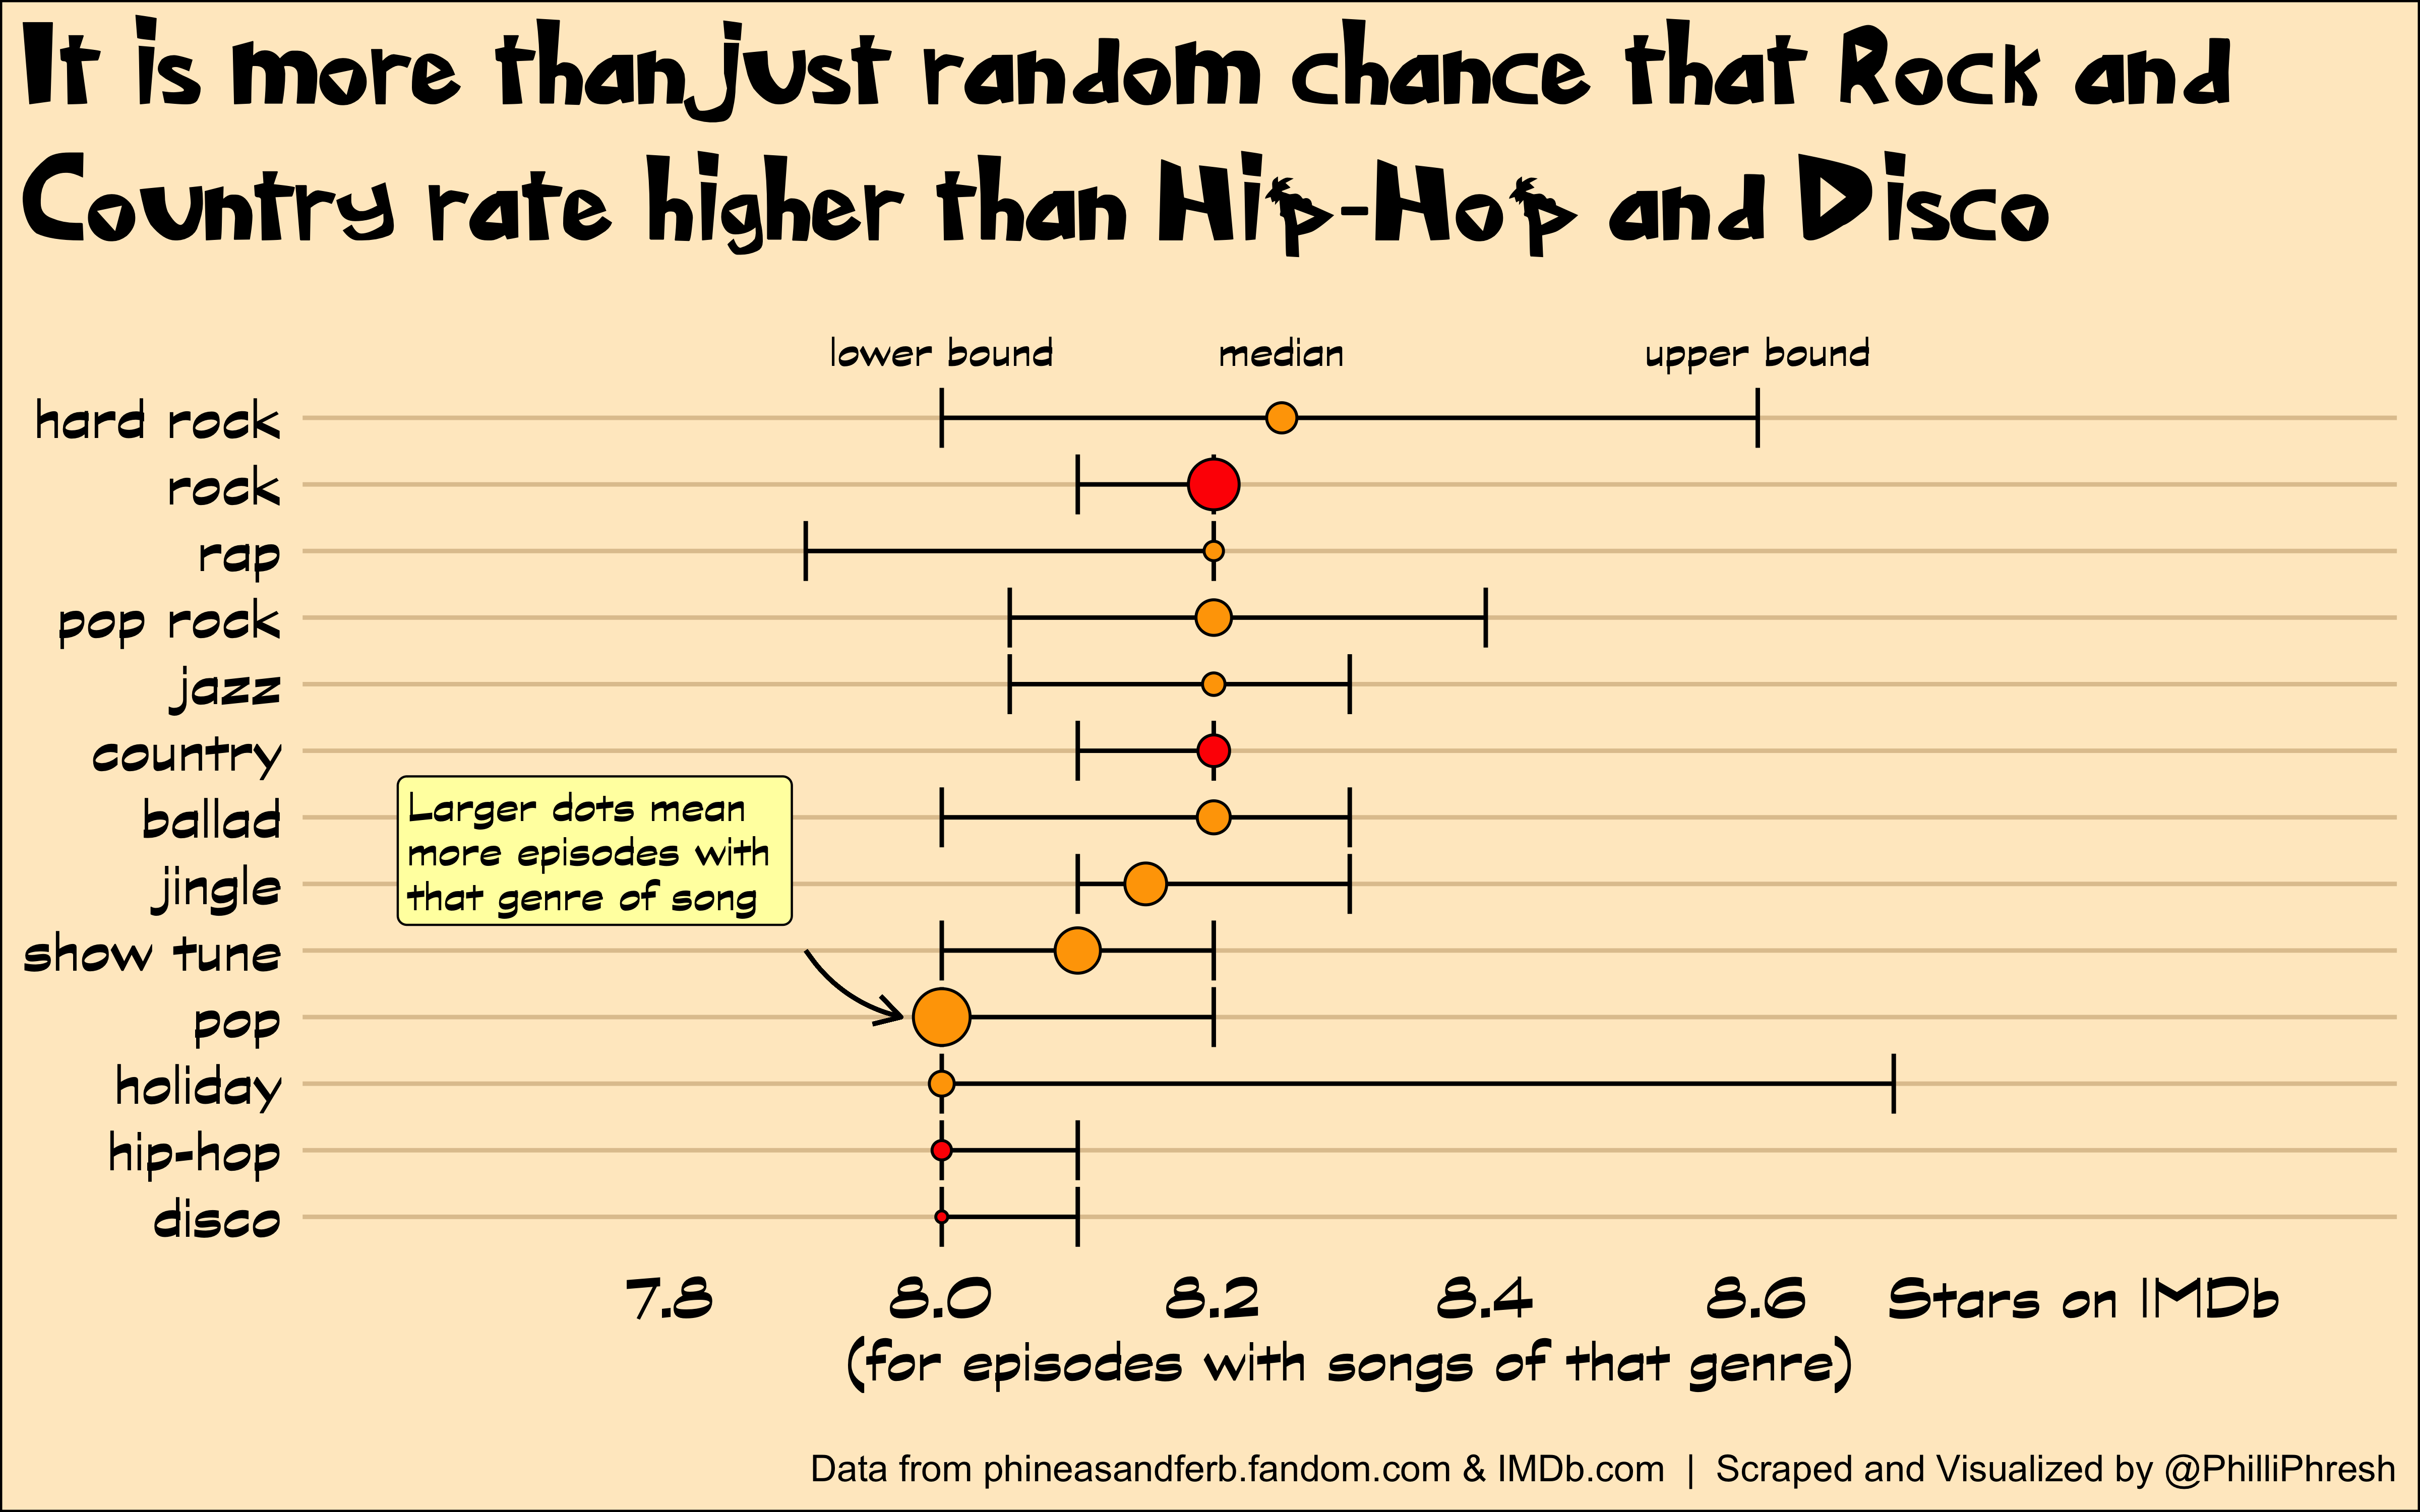 It is more than just random chance that Rock and
Country rate higher than Hip-Hop and Disco
lower bound median upper bound
hard rock
rock
rap
pop rock
jazz
country
ballad
jingle
show tune
pop
holiday
hip-hop
disco
Larger dots mean
more episodes with
that genre of song
7.8 8.0 8.2 8.4 8.6 Stars on IMDb
(for episodes with songs of that genre)
Data from phineasandferb.fandom.com & IMDb.com | Scraped and Visualized by @PhilliPhresh